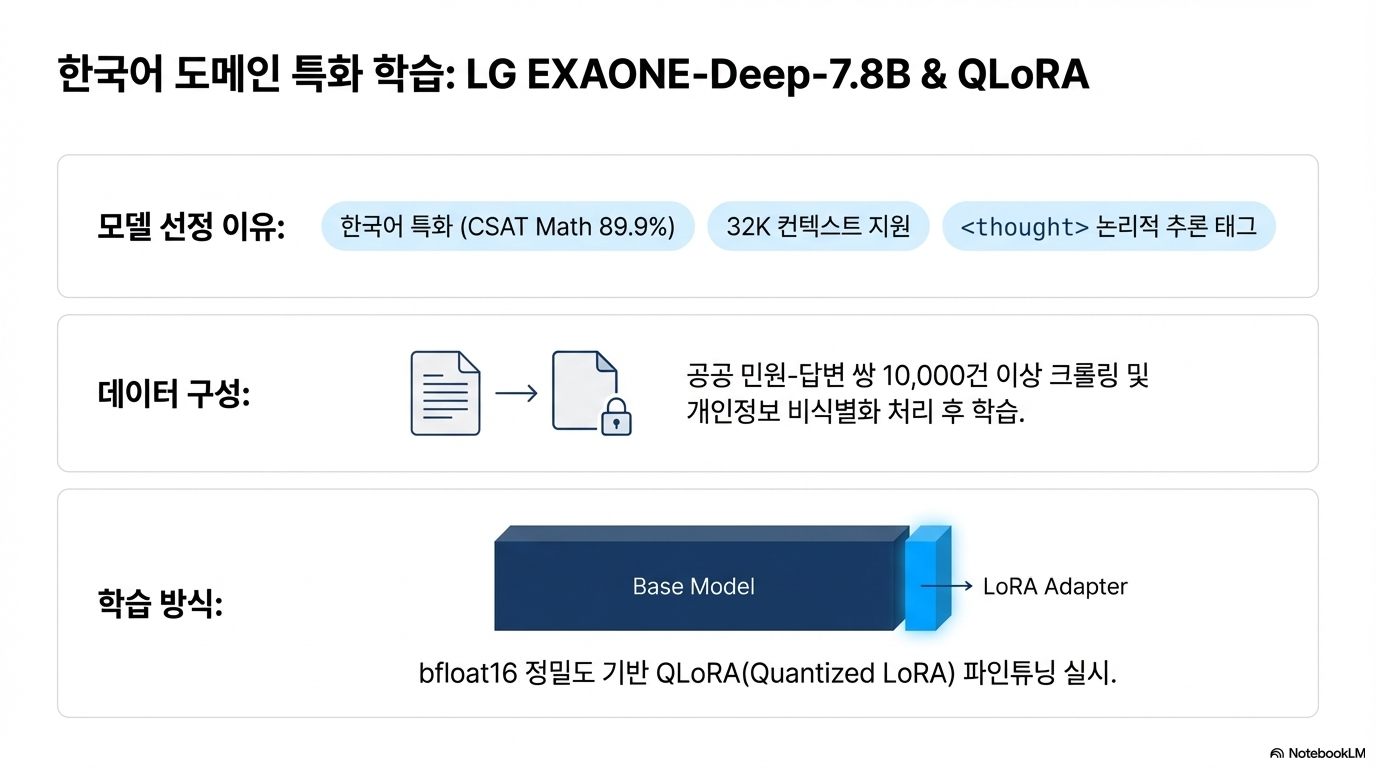 한국어 도메인 특화 학습: LG EXAONE-Deep-7.8B & QLoRA
모델 선정 이유:
한국어 특화 (CSAT Math 89.9%)
32K 컨텍스트 지원
<thought> 논리적 추론 태그
데이터 구성:
공공 민원-답변 쌍 10,000건 이상 크롤링 및
개인정보 비식별화 처리 후 학습.
학습 방식:
Base Model
LoRA Adapter
bfloat16 정밀도 기반 QLoRA(Quantized LoRA) 파인튜닝 실시.
NotebookLM